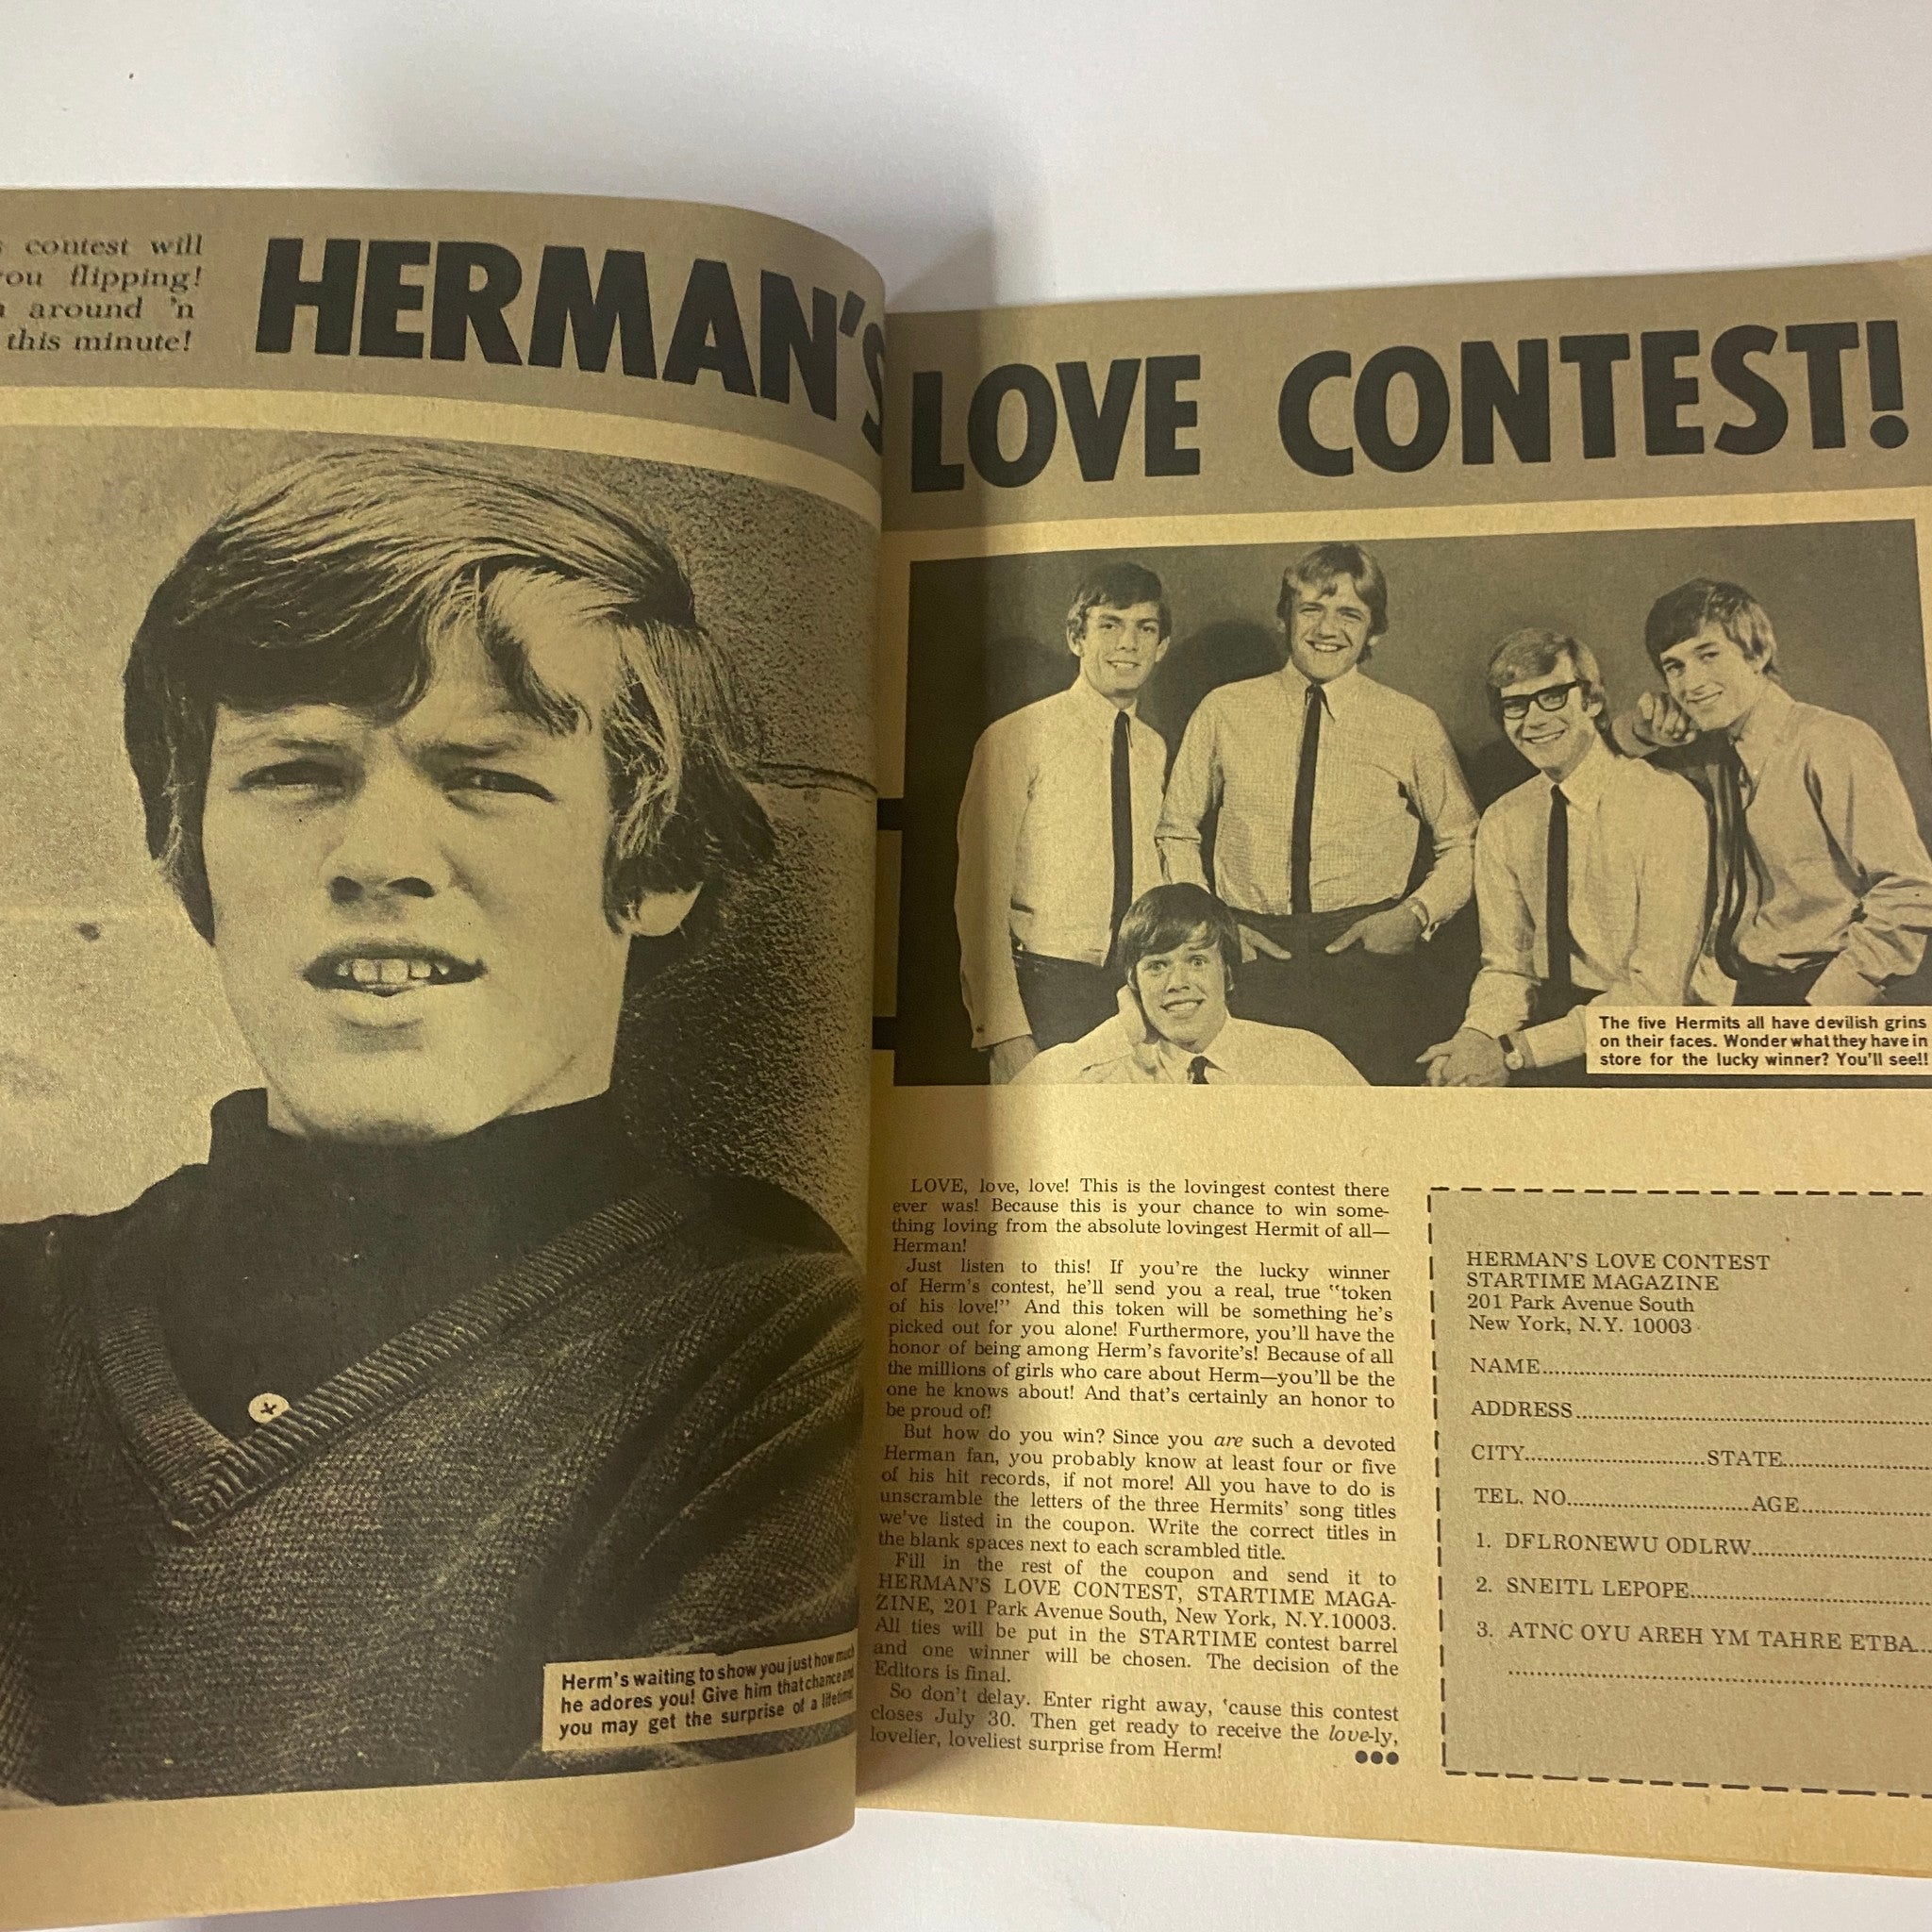 contest will
you flipping!
around 'n
this minute!
HERMAN'S LOVE CONTEST!
Herm's waiting to show you just how much
he adores you! Give him that chance and
you may get the surprise of a lifetime!
The five Hermits all have devilish grins
on their faces. Wonder what they have in
store for the lucky winner? You'll see!!
LOVE, love, love! This is the lovingest contest there
ever was! Because this is your chance to win some-
thing loving from the absolute lovingest Hermit of all—
Herman!
Just listen to this! If you're the lucky winner
of Herm's contest, he'll send you a real, true "token
of his love!" And this token will be something he's
picked out for you alone! Furthermore, you'll have the
honor of being among Herm's favorite's! Because of all
the millions of girls who care about Herm—you'll be the
one he knows about! And that's certainly an honor to
be proud of!
But how do you win? Since you are such a devoted
Herman fan, you probably know at least four or five
of his hit records, if not more! All you have to do is
unscramble the letters of the three Hermits' song titles
we've listed in the coupon. Write the correct titles in
the blank spaces next to each scrambled title.
Fill in the rest of the coupon and send it to
HERMAN'S LOVE CONTEST, STARTIME MAGA-
ZINE, 201 Park Avenue South, New York, N.Y.10003.
All ties will be put in the STARTIME contest barrel
and one winner will be chosen. The decision of the
Editors is final.
So don't delay. Enter right away, 'cause this contest
closes July 30. Then get ready to receive the love-ly,
lovelier, loveliest surprise from Herm!
HERMAN'S LOVE CONTEST
STARTIME MAGAZINE
201 Park Avenue South
New York, N.Y. 10003
NAME
ADDRESS
CITY STATE
TEL. NO. AGE
1. DFLRONEWU ODLRW
2. SNEITL LEPOPE
3. ATNC OYU AREH YM TAHRE ETBA